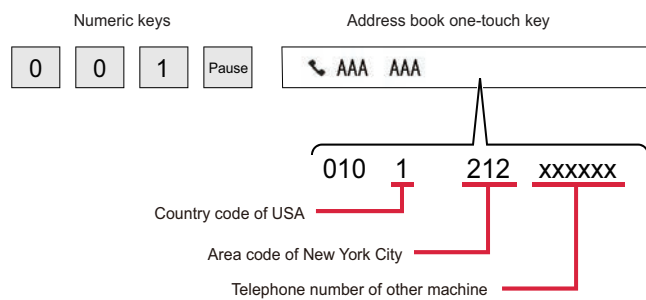 Numeric keys Address book one-touch key
0 0 1 Pause AAA AAA
010 1 212 xxxxxx
Country code of USA
Area code of New York City
Telephone number of other machine